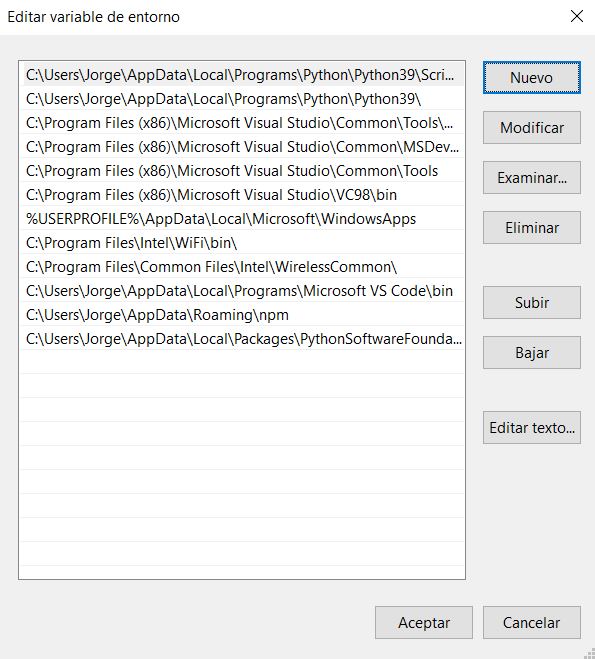 Editar variable de entorno
C:\Users\Jorge\AppData\Local\Programs\Python\Python39\Scri...
C:\Users\Jorge\AppData\Local\Programs\Python\Python39\
C:\Program Files (x86)\Microsoft Visual Studio\Common\Tools\...
C:\Program Files (x86)\Microsoft Visual Studio\Common\MSDev...
C:\Program Files (x86)\Microsoft Visual Studio\Common\Tools
C:\Program Files (x86)\Microsoft Visual Studio\VC98\bin
%USERPROFILE%\AppData\Local\Microsoft\WindowsApps
C:\Program Files\Intel\WiFi\bin\
C:\Program Files\Common Files\Intel\WirelessCommon\
C:\Users\Jorge\AppData\Local\Programs\Microsoft VS Code\bin
C:\Users\Jorge\AppData\Roaming\npm
C:\Users\Jorge\AppData\Local\Packages\PythonSoftwareFounda...
Nuevo
Modificar
Examinar...
Eliminar
Subir
Bajar
Editar texto...
Aceptar
Cancelar